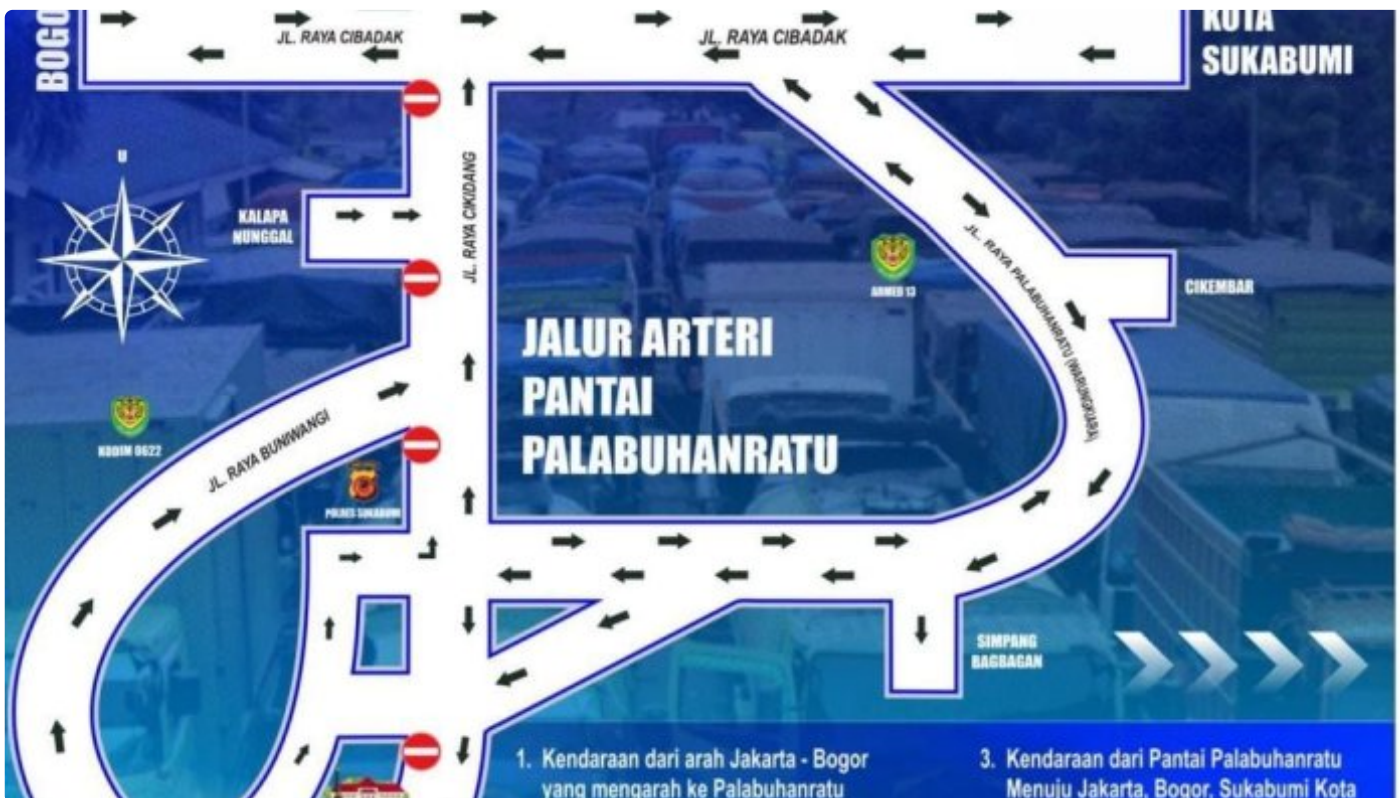 BOGO
JL. RAYA CIBADAK
JL. RAYA CIBADAK
KOTA
SUKABUMI
U
KALAPA
NUNGGAL
JL. RAYA CIKIDANG
ARMED 13
JL. RAYA PALABUHANRATU (WARUNGKIARA)
CIKEMBAR
JALUR ARTERI
PANTAI
PALABUHANRATU
KODIM 0622
JL. RAYA BUNIWANGI
POLRES SUKABUMI
SIMPANG
BAGBAGAN
1. Kendaraan dari arah Jakarta - Bogor
yang mengarah ke Palabuhanratu
3. Kendaraan dari Pantai Palabuhanratu
Menuju Jakarta, Bogor, Sukabumi Kota